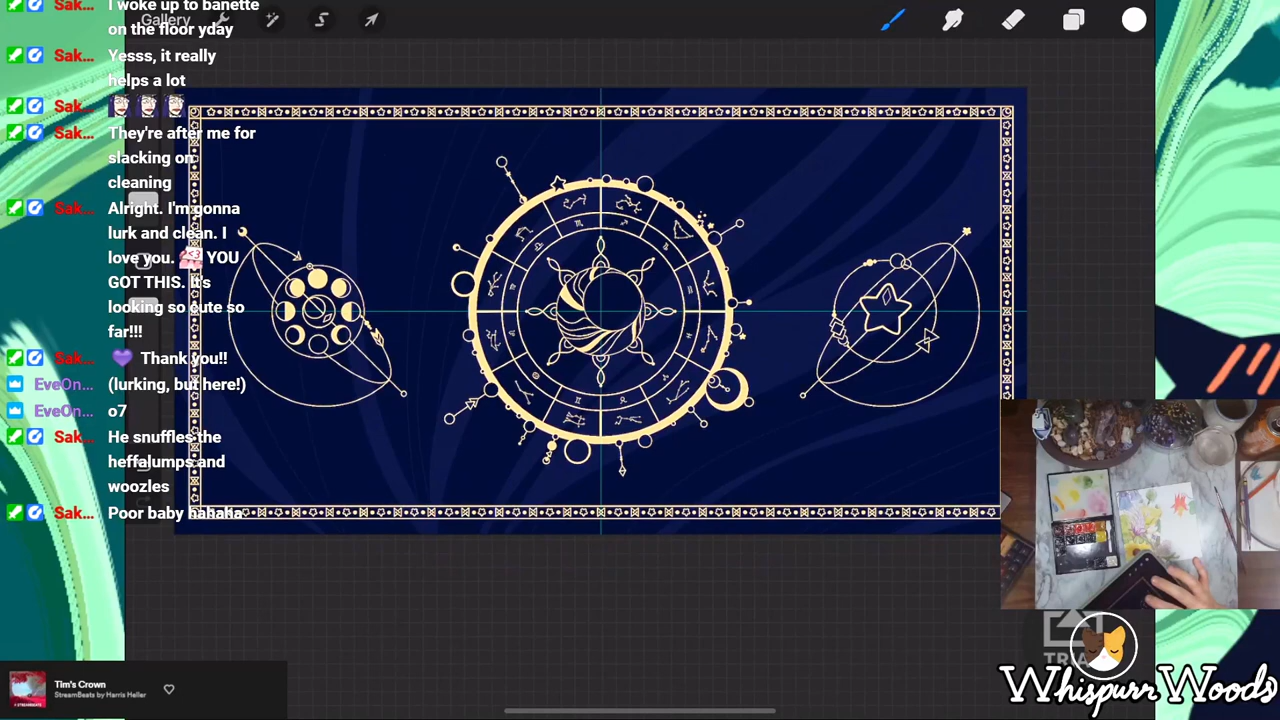 I woke up to banette
on the floor yday
Gallery
Sak... Yesss, it really
helps a lot
Sak...
Sak... They're after me for
slacking on
cleaning
Sak... Alright. I'm gonna
lurk and clean. I
love you. YOU
GOT THIS. It's
looking so cute so
far!!!
Sak... Thank you!!
EveOn... (lurking, but here!)
EveOn... o7
Sak... He snuffles the
heffalumps and
woozles
Sak... Poor baby hahaha
Tim's Crown
StreamBeats by Harris Heller
WhispurrWoods